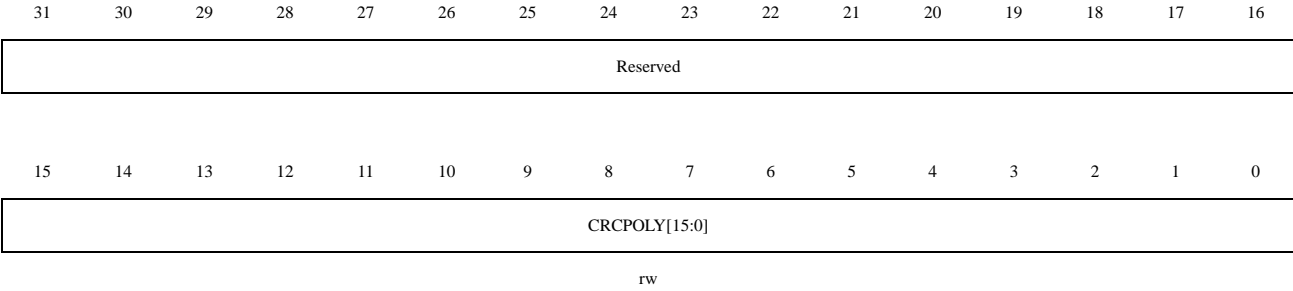 31 30 29 28 27 26 25 24 23 22 21 20 19 18 17 16
Reserved
15 14 13 12 11 10 9 8 7 6 5 4 3 2 1 0
CRCPOLY[15:0]
rw